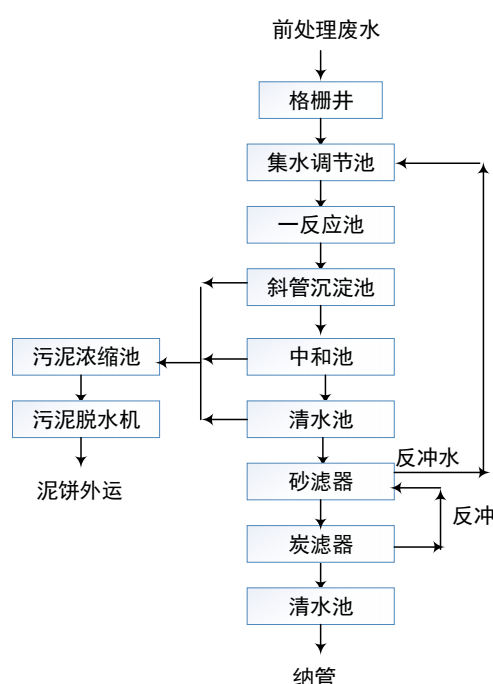 前处理废水
格栅井
集水调节池
一反应池
斜管沉淀池
污泥浓缩池
中和池
污泥脱水机
清水池
反冲水
泥饼外运
砂滤器
反冲
炭滤器
清水池
纳管